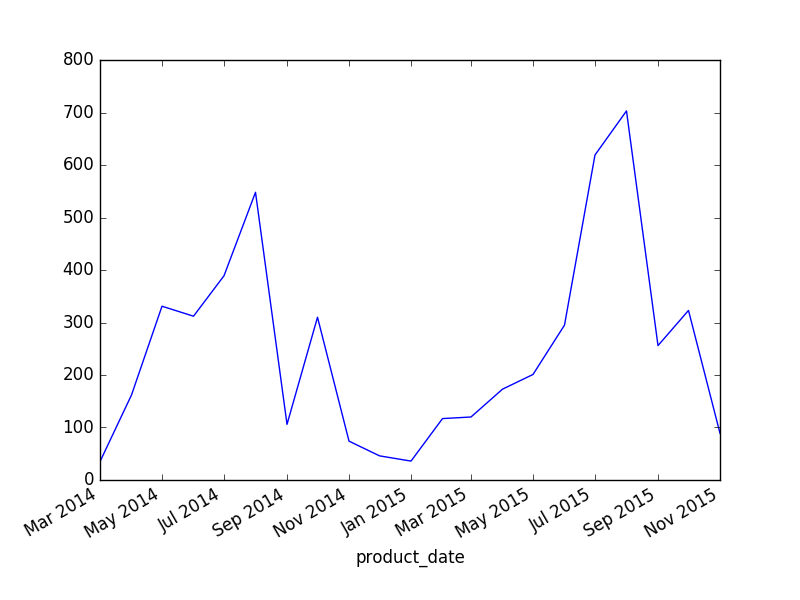 800
700
600
500
400
300
200
100
0
Mar 2014
May 2014
Jul 2014
Sep 2014
Nov 2014
Jan 2015
Mar 2015
May 2015
Jul 2015
Sep 2015
Nov 2015
product_date